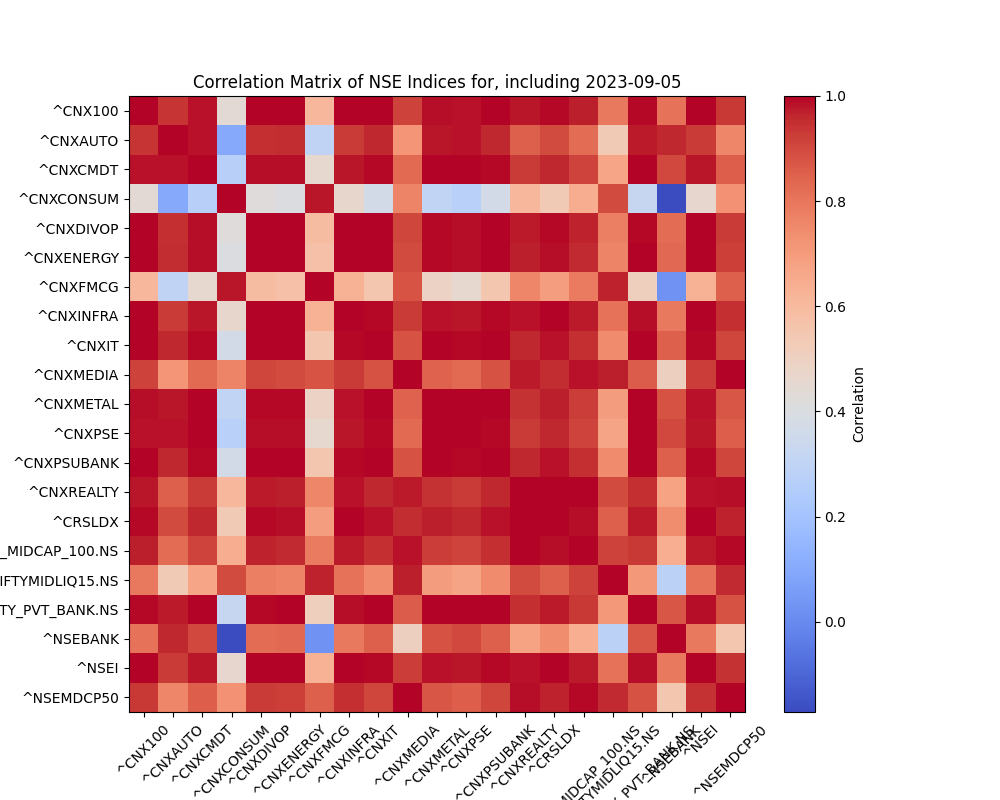 Correlation Matrix of NSE Indices for, including 2023-09-05
^CNX100
^CNXAUTO
^CNXCMDT
^CNXCONSUM
^CNXDIVOP
^CNXENERGY
^CNXFMCG
^CNXINFRA
^CNXIT
^CNXMEDIA
^CNXMETAL
^CNXPSE
^CNXPSUBANK
^CNXREALTY
^CRSLDX
_MIDCAP_100.NS
IFTYMIDLIQ15.NS
TY_PVT_BANK.NS
^NSEBANK
^NSEI
^NSEMDCP50
^CNX100
^CNXAUTO
^CNXCMDT
^CNXCONSUM
^CNXDIVOP
^CNXENERGY
^CNXFMCG
^CNXINFRA
^CNXIT
^CNXMEDIA
^CNXMETAL
^CNXPSE
^CNXPSUBANK
^CNXREALTY
^CRSLDX
MIDCAP_100.NS
TYMIDLIQ15.NS
PVT_BANK.NS
^NSEBANK
^NSEI
^NSEMDCP50
1.0
0.8
0.6
0.4
0.2
0.0
Correlation